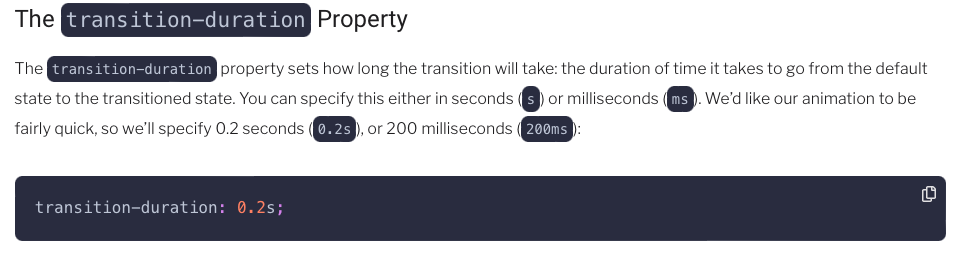 The transition-duration Property
The transition-duration property sets how long the transition will take: the duration of time it takes to go from the default
state to the transitioned state. You can specify this either in seconds (s) or milliseconds (ms). We’d like our animation to be
fairly quick, so we’ll specify 0.2 seconds (0.2s), or 200 milliseconds (200ms):
transition-duration: 0.2s;